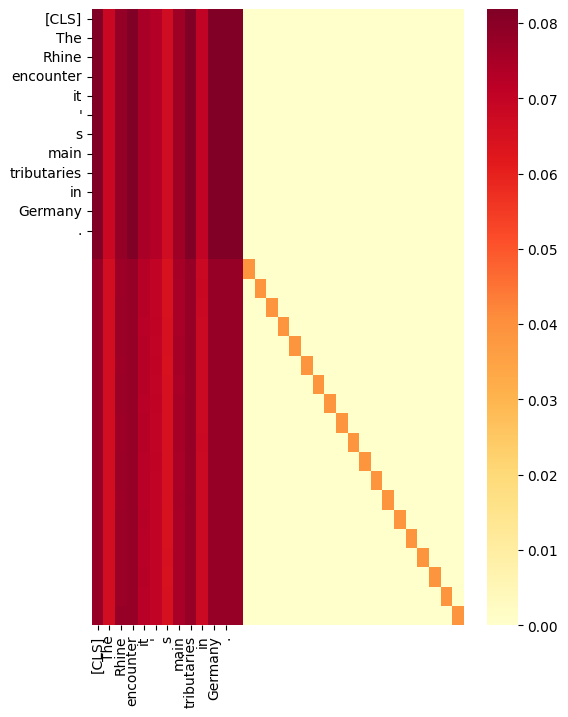 [CLS]
The
Rhine
encounter
it
'
s
main
tributaries
in
Germany
.
0.08
0.07
0.06
0.05
0.04
0.03
0.02
0.01
0.00
[CLS]
The
Rhine
encounter
it
'
s
main
tributaries
in
Germany
.